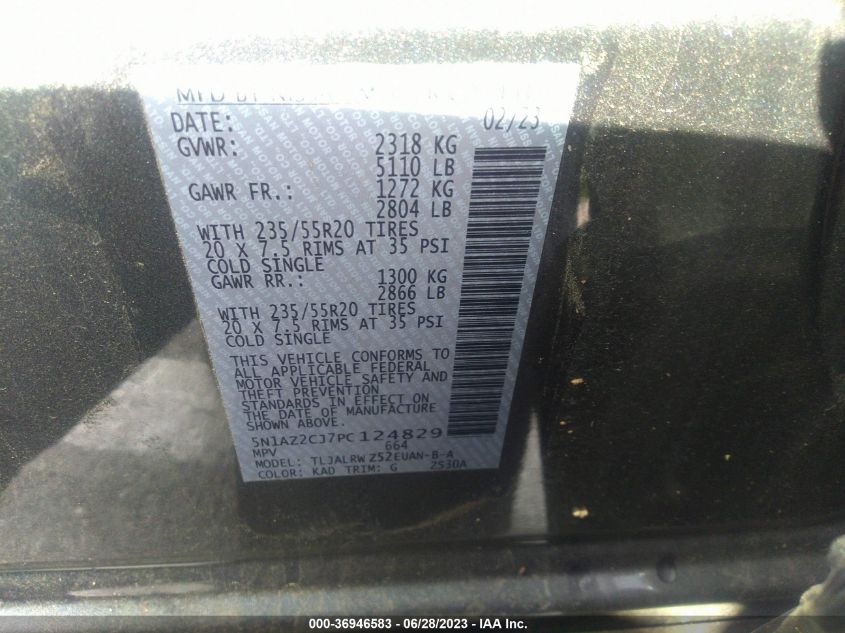 MFD BY
DATE: 02/23
GVWR: 2318 KG
5110 LB
GAWR FR.: 1272 KG
2804 LB
WITH 235/55R20 TIRES
20 X 7.5 RIMS AT 35 PSI
COLD SINGLE
GAWR RR.: 1300 KG
2866 LB
WITH 235/55R20 TIRES
20 X 7.5 RIMS AT 35 PSI
COLD SINGLE
THIS VEHICLE CONFORMS TO
ALL APPLICABLE FEDERAL
MOTOR VEHICLE SAFETY AND
THEFT PREVENTION
STANDARDS IN EFFECT ON
THE DATE OF MANUFACTURE
SHOWN ABOVE.
5N1AZ2CJ7PC124829
MPV 664
MODEL: TLJALRW Z52EUAN-B-A
COLOR: KAD TRIM: G 2530A
000-36946583 - 06/28/2023 - IAA Inc.